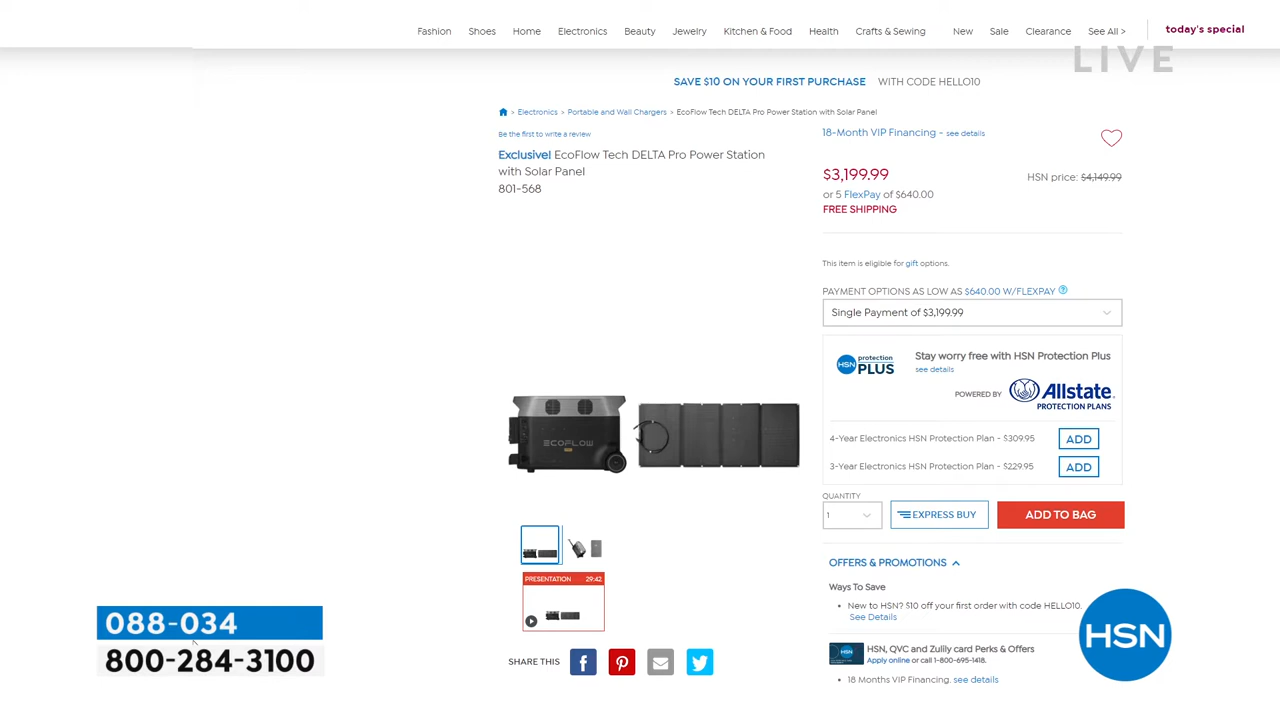 Fashion Shoes Home Electronics Beauty Jewelry Kitchen & Food Health Crafts & Sewing New Sale Clearance See All > today's special
LIVE
SAVE $10 ON YOUR FIRST PURCHASE WITH CODE HELLO10
> Electronics > Portable and Wall Chargers > EcoFlow Tech DELTA Pro Power Station with Solar Panel
Be the first to write a review
Exclusive! EcoFlow Tech DELTA Pro Power Station
with Solar Panel
801-568
18-Month VIP Financing - see details
$3,199.99
HSN price: $4,149.99
or 5 FlexPay of $640.00
FREE SHIPPING
This item is eligible for gift options.
PAYMENT OPTIONS AS LOW AS $640.00 W/FLEXPAY ?
Single Payment of $3,199.99
HSN protection PLUS
Stay worry free with HSN Protection Plus
see details
POWERED BY Allstate.
PROTECTION PLANS
4-Year Electronics HSN Protection Plan - $309.95 ADD
3-Year Electronics HSN Protection Plan - $229.95 ADD
ECOFLOW
QUANTITY
1 EXPRESS BUY ADD TO BAG
PRESENTATION 29:42
OFFERS & PROMOTIONS
Ways To Save
• New to HSN? $10 off your first order with code HELLO10.
See Details
HSN, QVC and Zulily card Perks & Offers
Apply online or call 1-800-695-1418.
• 18 Months VIP Financing. see details
SHARE THIS
088-034
800-284-3100
HSN